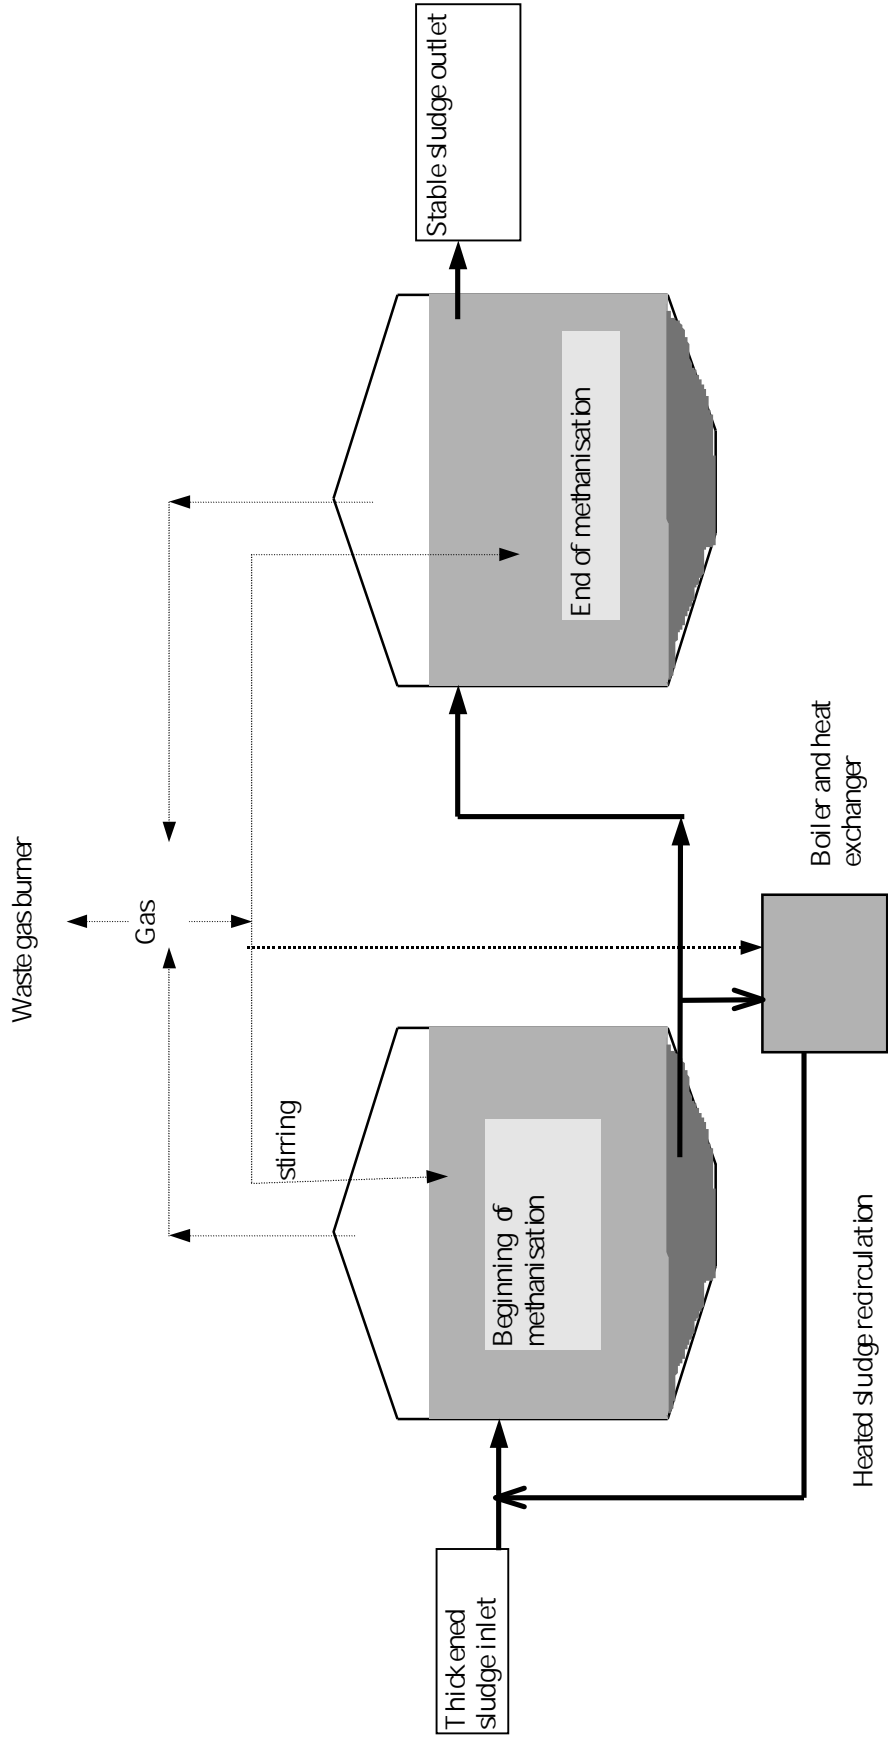 Waste gas burner
Gas
stirring
Stable sludge outlet
Beginning of
methanisation
End of methanisation
Thickened
sludge inlet
Boiler and heat
exchanger
Heated sludge redirculation